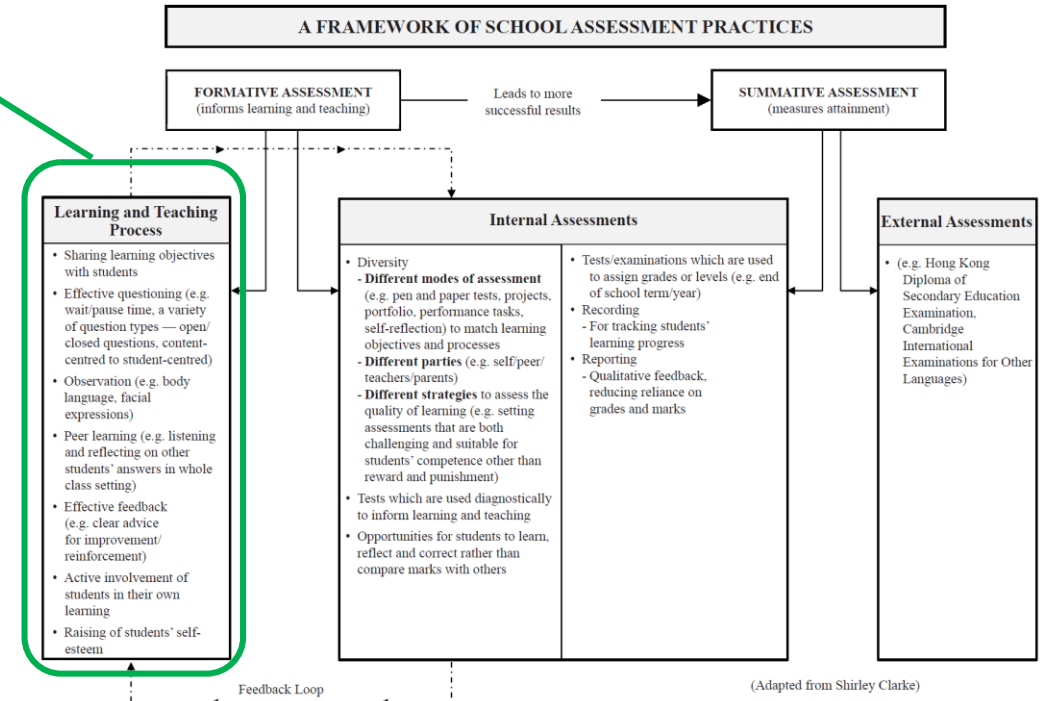 A FRAMEWORK OF SCHOOL ASSESSMENT PRACTICES
FORMATIVE ASSESSMENT
(informs learning and teaching)
Leads to more
successful results
SUMMATIVE ASSESSMENT
(measures attainment)
Learning and Teaching
Process
• Sharing learning objectives
with students
• Effective questioning (e.g.
wait/pause time, a variety
of question types — open/
closed questions, content-
centred to student-centred)
• Observation (e.g. body
language, facial
expressions)
• Peer learning (e.g. listening
and reflecting on other
students' answers in whole
class setting)
• Effective feedback
(e.g. clear advice
for improvement/
reinforcement)
• Active involvement of
students in their own
learning
• Raising of students' self-
esteem
Internal Assessments
• Diversity
- Different modes of assessment
(e.g. pen and paper tests, projects,
portfolio, performance tasks,
self-reflection) to match learning
objectives and processes
- Different parties (e.g. self/peer/
teachers/parents)
- Different strategies to assess the
quality of learning (e.g. setting
assessments that are both
challenging and suitable for
students' competence other than
reward and punishment)
• Tests which are used diagnostically
to inform learning and teaching
• Opportunities for students to learn,
reflect and correct rather than
compare marks with others
• Tests/examinations which are used
to assign grades or levels (e.g. end
of school term/year)
• Recording
- For tracking students'
learning progress
• Reporting
- Qualitative feedback,
reducing reliance on
grades and marks
External Assessments
• (e.g. Hong Kong
Diploma of
Secondary Education
Examination,
Cambridge
International
Examinations for Other
Languages)
Feedback Loop
(Adapted from Shirley Clarke)